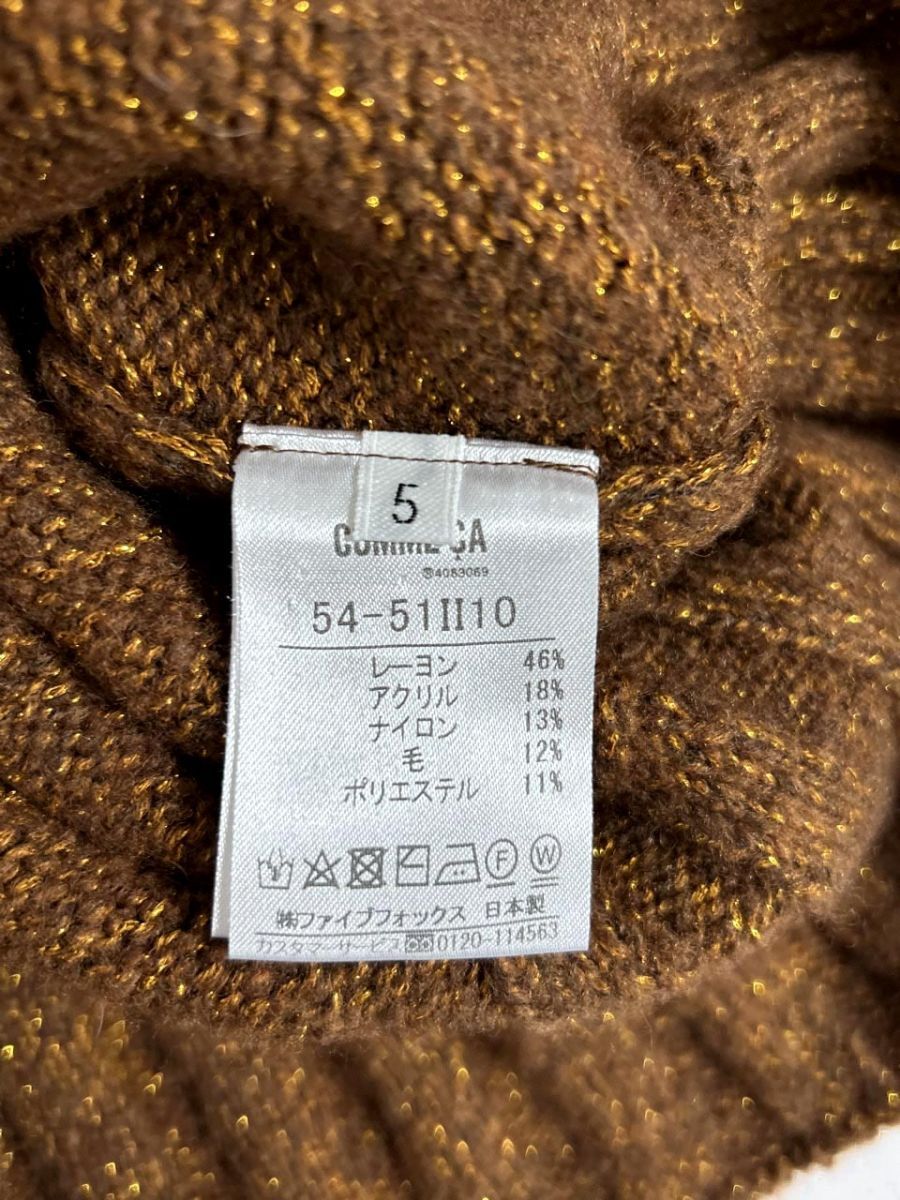 5
COMME ÇA
Ⓢ4083069
54-51II10
レーヨン 46%
アクリル 18%
ナイロン 13%
毛 12%
ポリエステル 11%
F W
㈱ファイブフォックス 日本製
カスタマーサービス 0120-114563